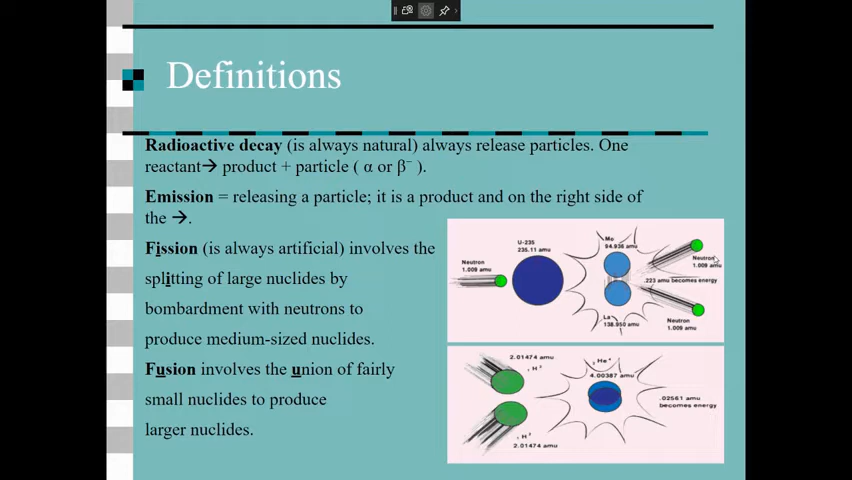 Definitions
Radioactive decay (is always natural) always release particles. One
reactant→ product + particle ( α or β⁻ ).
Emission = releasing a particle; it is a product and on the right side of
the →.
Fission (is always artificial) involves the
splitting of large nuclides by
bombardment with neutrons to
produce medium-sized nuclides.
Fusion involves the union of fairly
small nuclides to produce
larger nuclides.
U-235
235.11 amu
Neutron
1.009 amu
Mo
94.936 amu
Neutron
1.009 amu
.223 amu becomes energy
La
138.950 amu
Neutron
1.009 amu
2.01474 amu
₁H²
₂He⁴
4.00387 amu
.02561 amu
becomes energy
₁H²
2.01474 amu